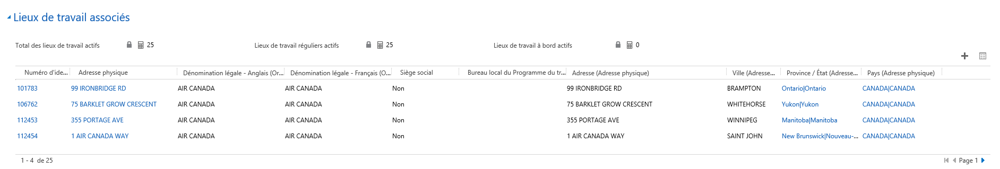 Lieux de travail associés
Total des lieux de travail actifs 25 Lieux de travail réguliers actifs 25 Lieux de travail à bord actifs 0
Numéro d'ide... Adresse physique Dénomination légale - Anglais (Or... Dénomination légale - Français (O... Siège social Bureau local du Programme du tr... Adresse (Adresse physique) Ville (Adresse... Province / État (Adresse... Pays (Adresse physique)
101783 99 IRONBRIDGE RD AIR CANADA AIR CANADA Non 99 IRONBRIDGE RD BRAMPTON Ontario|Ontario CANADA|CANADA
106762 75 BARKLET GROW CRESCENT AIR CANADA AIR CANADA Non 75 BARKLET GROW CRESCENT WHITEHORSE Yukon|Yukon CANADA|CANADA
112453 355 PORTAGE AVE AIR CANADA AIR CANADA Non 355 PORTAGE AVE WINNIPEG Manitoba|Manitoba CANADA|CANADA
112454 1 AIR CANADA WAY AIR CANADA AIR CANADA Non 1 AIR CANADA WAY SAINT JOHN New Brunswick|Nouveau-... CANADA|CANADA
1 - 4 de 25 Page 1